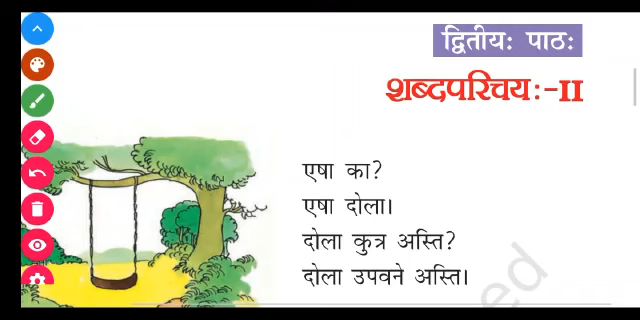 द्वितीयः पाठः
शब्दपरिचयः-II
एषा का?
एषा दोला।
दोला कुत्र अस्ति?
दोला उपवने अस्ति।